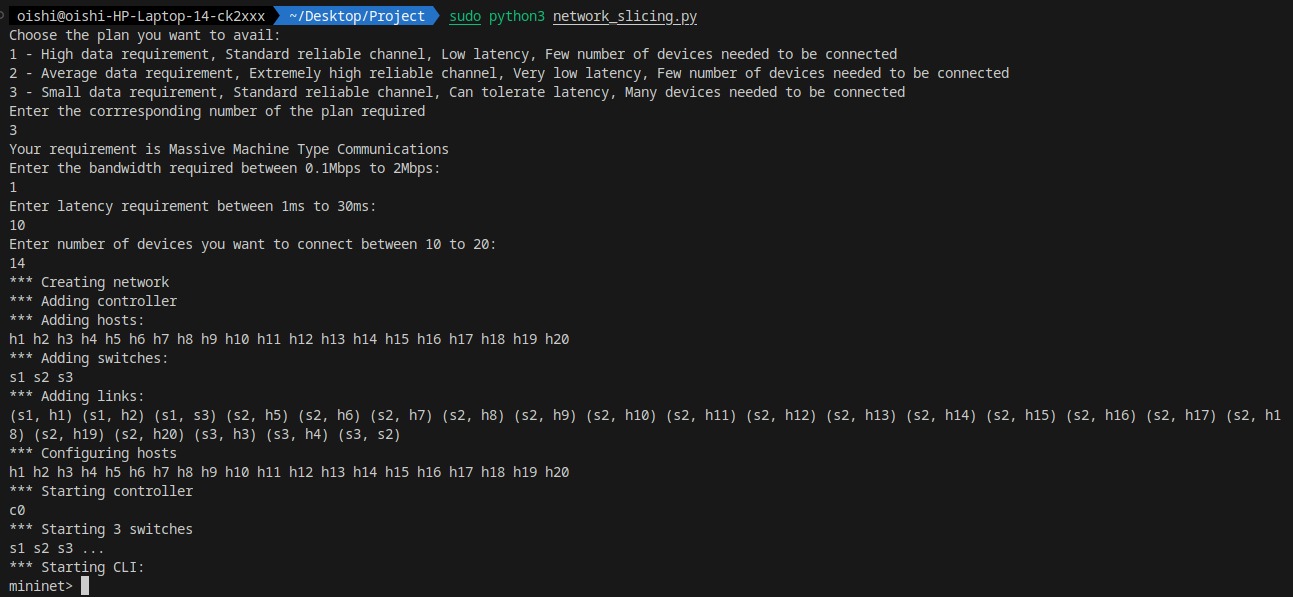 oishi@oishi-HP-Laptop-14-ck2xxx ~/Desktop/Project sudo python3 network_slicing.py
Choose the plan you want to avail:
1 - High data requirement, Standard reliable channel, Low latency, Few number of devices needed to be connected
2 - Average data requirement, Extremely high reliable channel, Very low latency, Few number of devices needed to be connected
3 - Small data requirement, Standard reliable channel, Can tolerate latency, Many devices needed to be connected
Enter the corrresponding number of the plan required
3
Your requirement is Massive Machine Type Communications
Enter the bandwidth required between 0.1Mbps to 2Mbps:
1
Enter latency requirement between 1ms to 30ms:
10
Enter number of devices you want to connect between 10 to 20:
14
*** Creating network
*** Adding controller
*** Adding hosts:
h1 h2 h3 h4 h5 h6 h7 h8 h9 h10 h11 h12 h13 h14 h15 h16 h17 h18 h19 h20
*** Adding switches:
s1 s2 s3
*** Adding links:
(s1, h1) (s1, h2) (s1, s3) (s2, h5) (s2, h6) (s2, h7) (s2, h8) (s2, h9) (s2, h10) (s2, h11) (s2, h12) (s2, h13) (s2, h14) (s2, h15) (s2, h16) (s2, h17) (s2, h1
8) (s2, h19) (s2, h20) (s3, h3) (s3, h4) (s3, s2)
*** Configuring hosts
h1 h2 h3 h4 h5 h6 h7 h8 h9 h10 h11 h12 h13 h14 h15 h16 h17 h18 h19 h20
*** Starting controller
c0
*** Starting 3 switches
s1 s2 s3 ...
*** Starting CLI:
mininet>